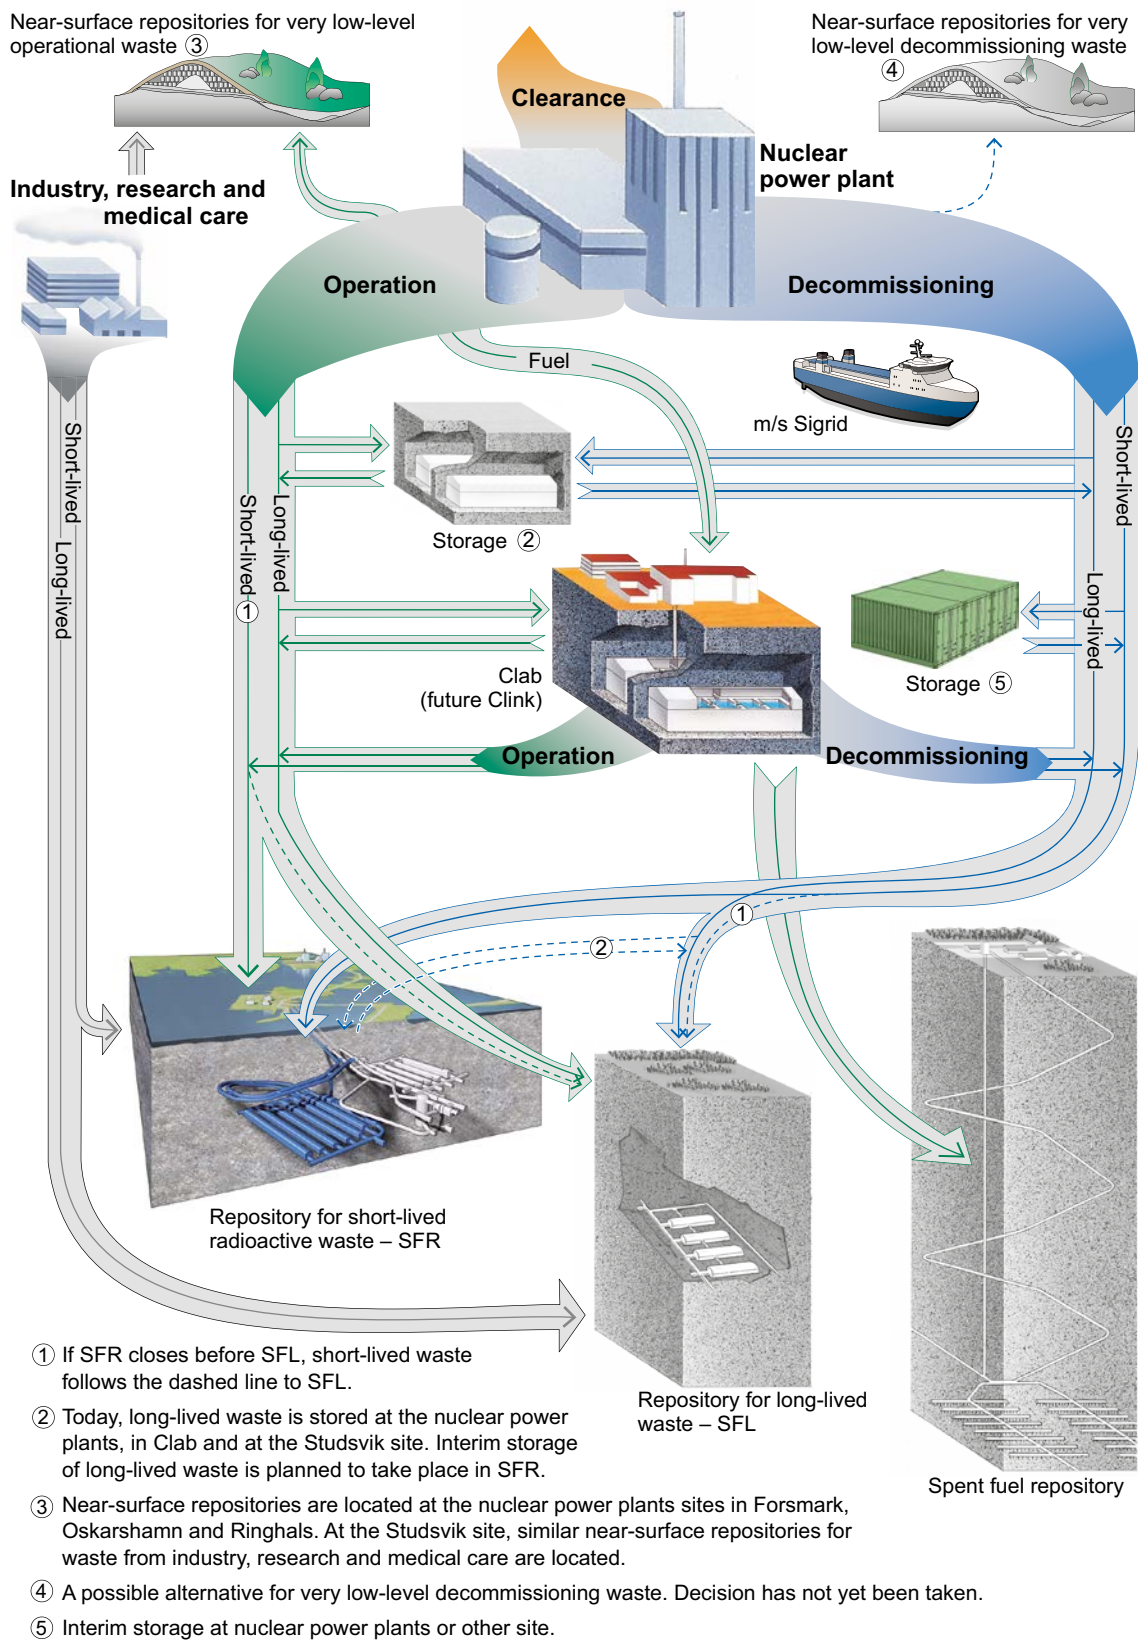 Near-surface repositories for very low-level
operational waste ③
Near-surface repositories for very
low-level decommissioning waste
④
Clearance
Nuclear
power plant
Industry, research and
medical care
Operation
Decommissioning
Fuel
m/s Sigrid
Short-lived
Long-lived
Short-lived
①
Long-lived
Short-lived
Long-lived
Storage ②
Clab
(future Clink)
Storage ⑤
Operation
Decommissioning
①
②
Repository for short-lived
radioactive waste – SFR
Repository for long-lived
waste – SFL
Spent fuel repository
① If SFR closes before SFL, short-lived waste
follows the dashed line to SFL.
② Today, long-lived waste is stored at the nuclear power
plants, in Clab and at the Studsvik site. Interim storage
of long-lived waste is planned to take place in SFR.
③ Near-surface repositories are located at the nuclear power plants sites in Forsmark,
Oskarshamn and Ringhals. At the Studsvik site, similar near-surface repositories for
waste from industry, research and medical care are located.
④ A possible alternative for very low-level decommissioning waste. Decision has not yet been taken.
⑤ Interim storage at nuclear power plants or other site.